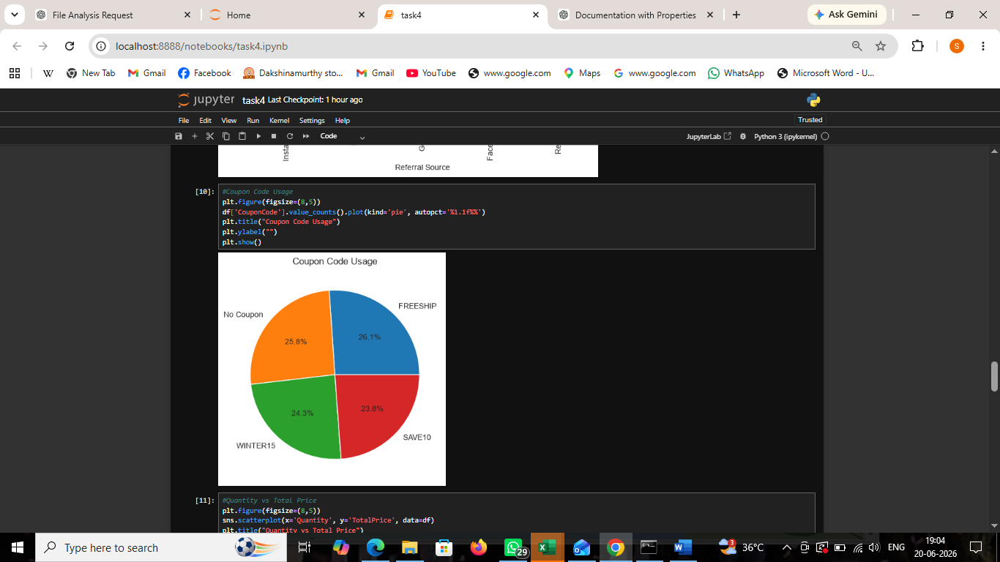 File Analysis Request
Home
task4
Documentation with Properties
Ask Gemini
localhost:8888/notebooks/task4.ipynb
S
W
New Tab
Gmail
Facebook
Dakshinamurthy sto...
Gmail
YouTube
www.google.com
Maps
www.google.com
WhatsApp
Microsoft Word - U...
jupyter task4 Last Checkpoint: 1 hour ago
File Edit View Run Kernel Settings Help
Trusted
Code
JupyterLab
Python 3 (ipykernel)
Insta
Face
Re
Referral Source
[10]:
#Coupon Code Usage
plt.figure(figsize=(8,5))
df['CouponCode'].value_counts().plot(kind='pie', autopct='%1.1f%%')
plt.title("Coupon Code Usage")
plt.ylabel("")
plt.show()
Coupon Code Usage
FREESHIP
No Coupon
26.1%
25.8%
23.8%
24.3%
SAVE10
WINTER15
[11]:
#Quantity vs Total Price
plt.figure(figsize=(8,5))
sns.scatterplot(x='Quantity', y='TotalPrice', data=df)
plt.title("Quantity vs Total Price")
Type here to search
29
3
36°C
ENG
19:04
20-06-2026